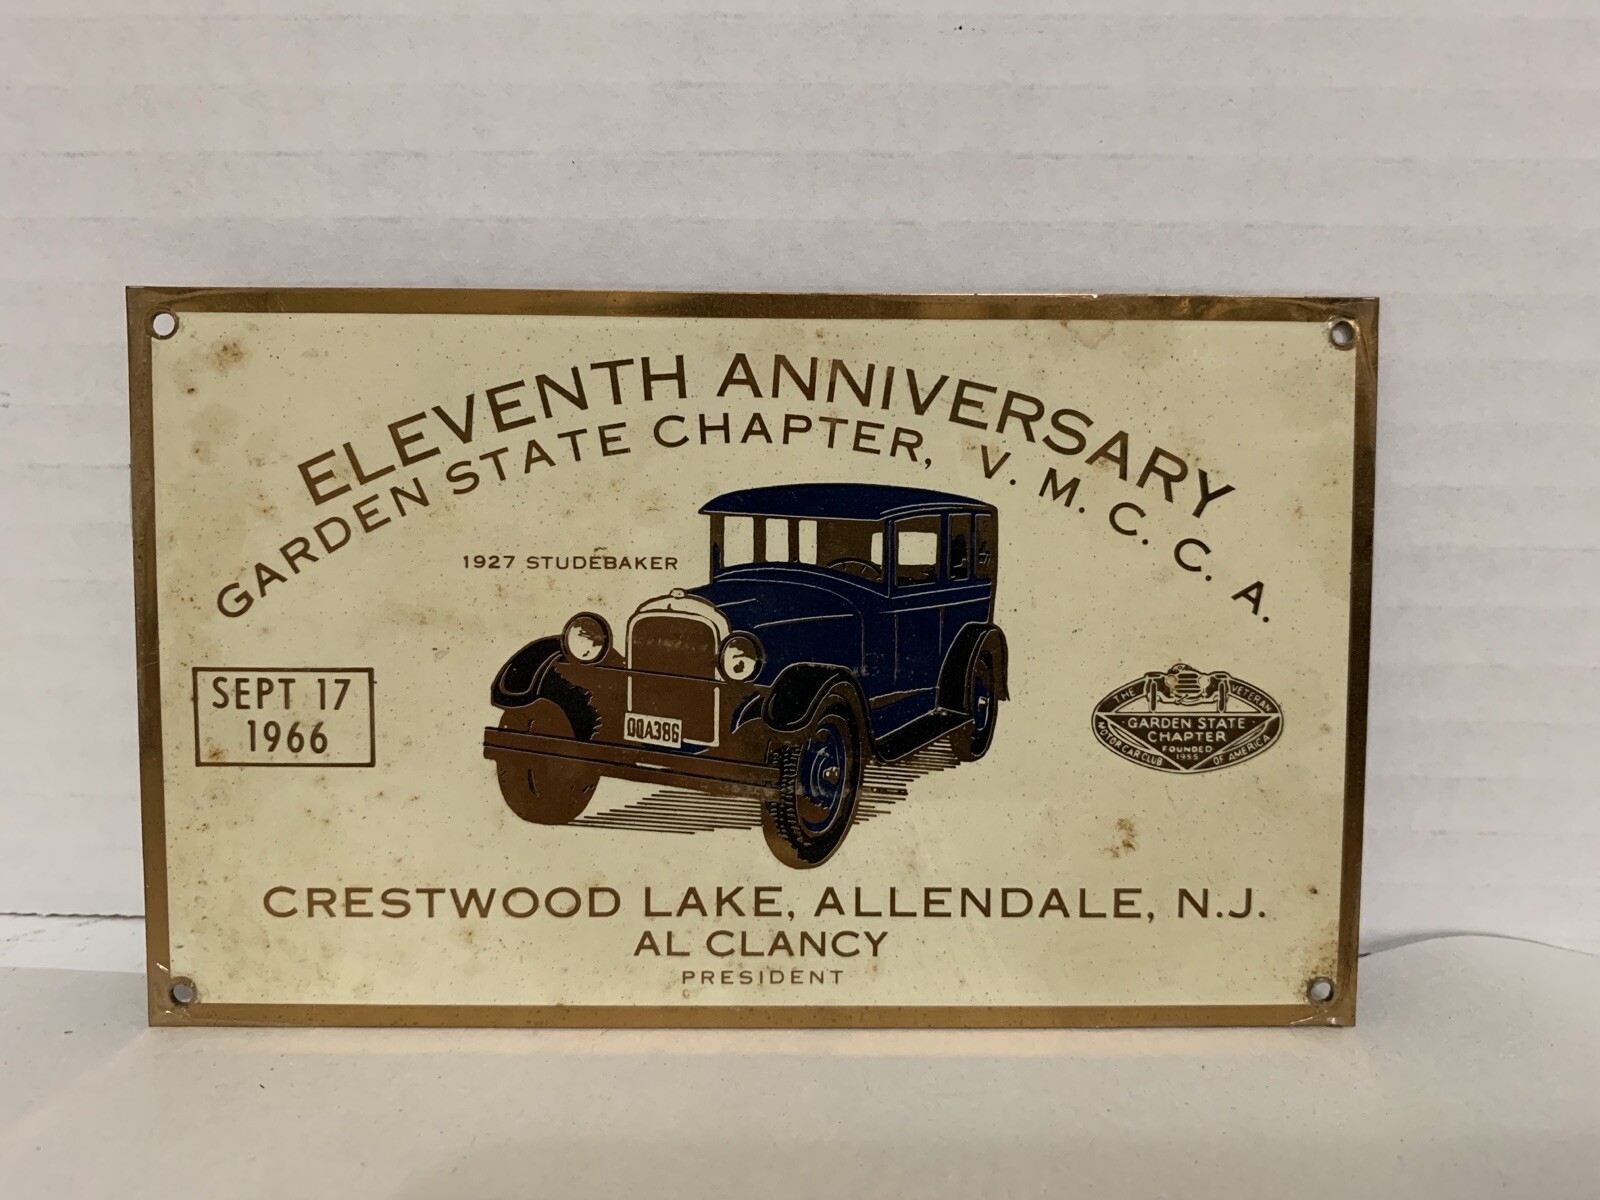 ELEVENTH ANNIVERSARY
GARDEN STATE CHAPTER, V. M. C. C. A.
1927 STUDEBAKER
SEPT 17
1966
OQA386
THE VETERAN
MOTOR CAR CLUB OF AMERICA
GARDEN STATE
CHAPTER
FOUNDED
1955
CRESTWOOD LAKE, ALLENDALE, N.J.
AL CLANCY
PRESIDENT